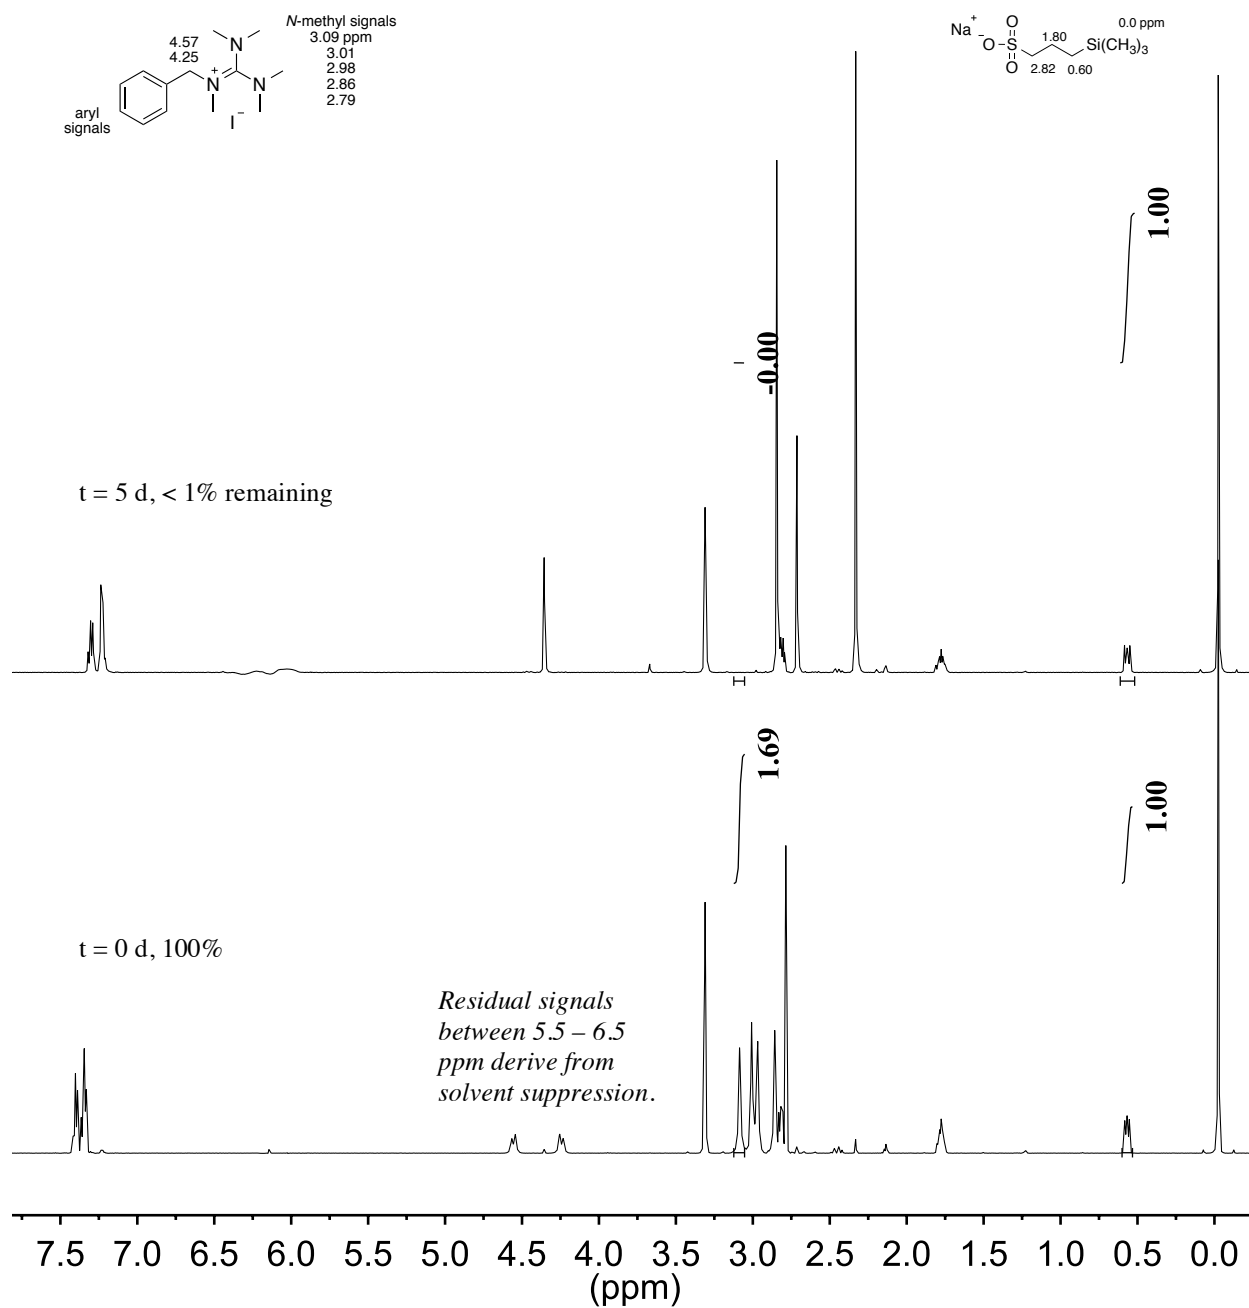 N-methyl signals
4.57
4.25
3.09 ppm
3.01
2.98
2.86
2.79
N
N+
N
I−
aryl
signals
Na+
−O
S
O
O
1.80
2.82
0.60
Si(CH3)3
0.0 ppm
1.00
-0.00
t = 5 d, < 1% remaining
1.69
1.00
t = 0 d, 100%
Residual signals
between 5.5 – 6.5
ppm derive from
solvent suppression.
7.5 7.0 6.5 6.0 5.5 5.0 4.5 4.0 3.5 3.0 2.5 2.0 1.5 1.0 0.5 0.0
(ppm)